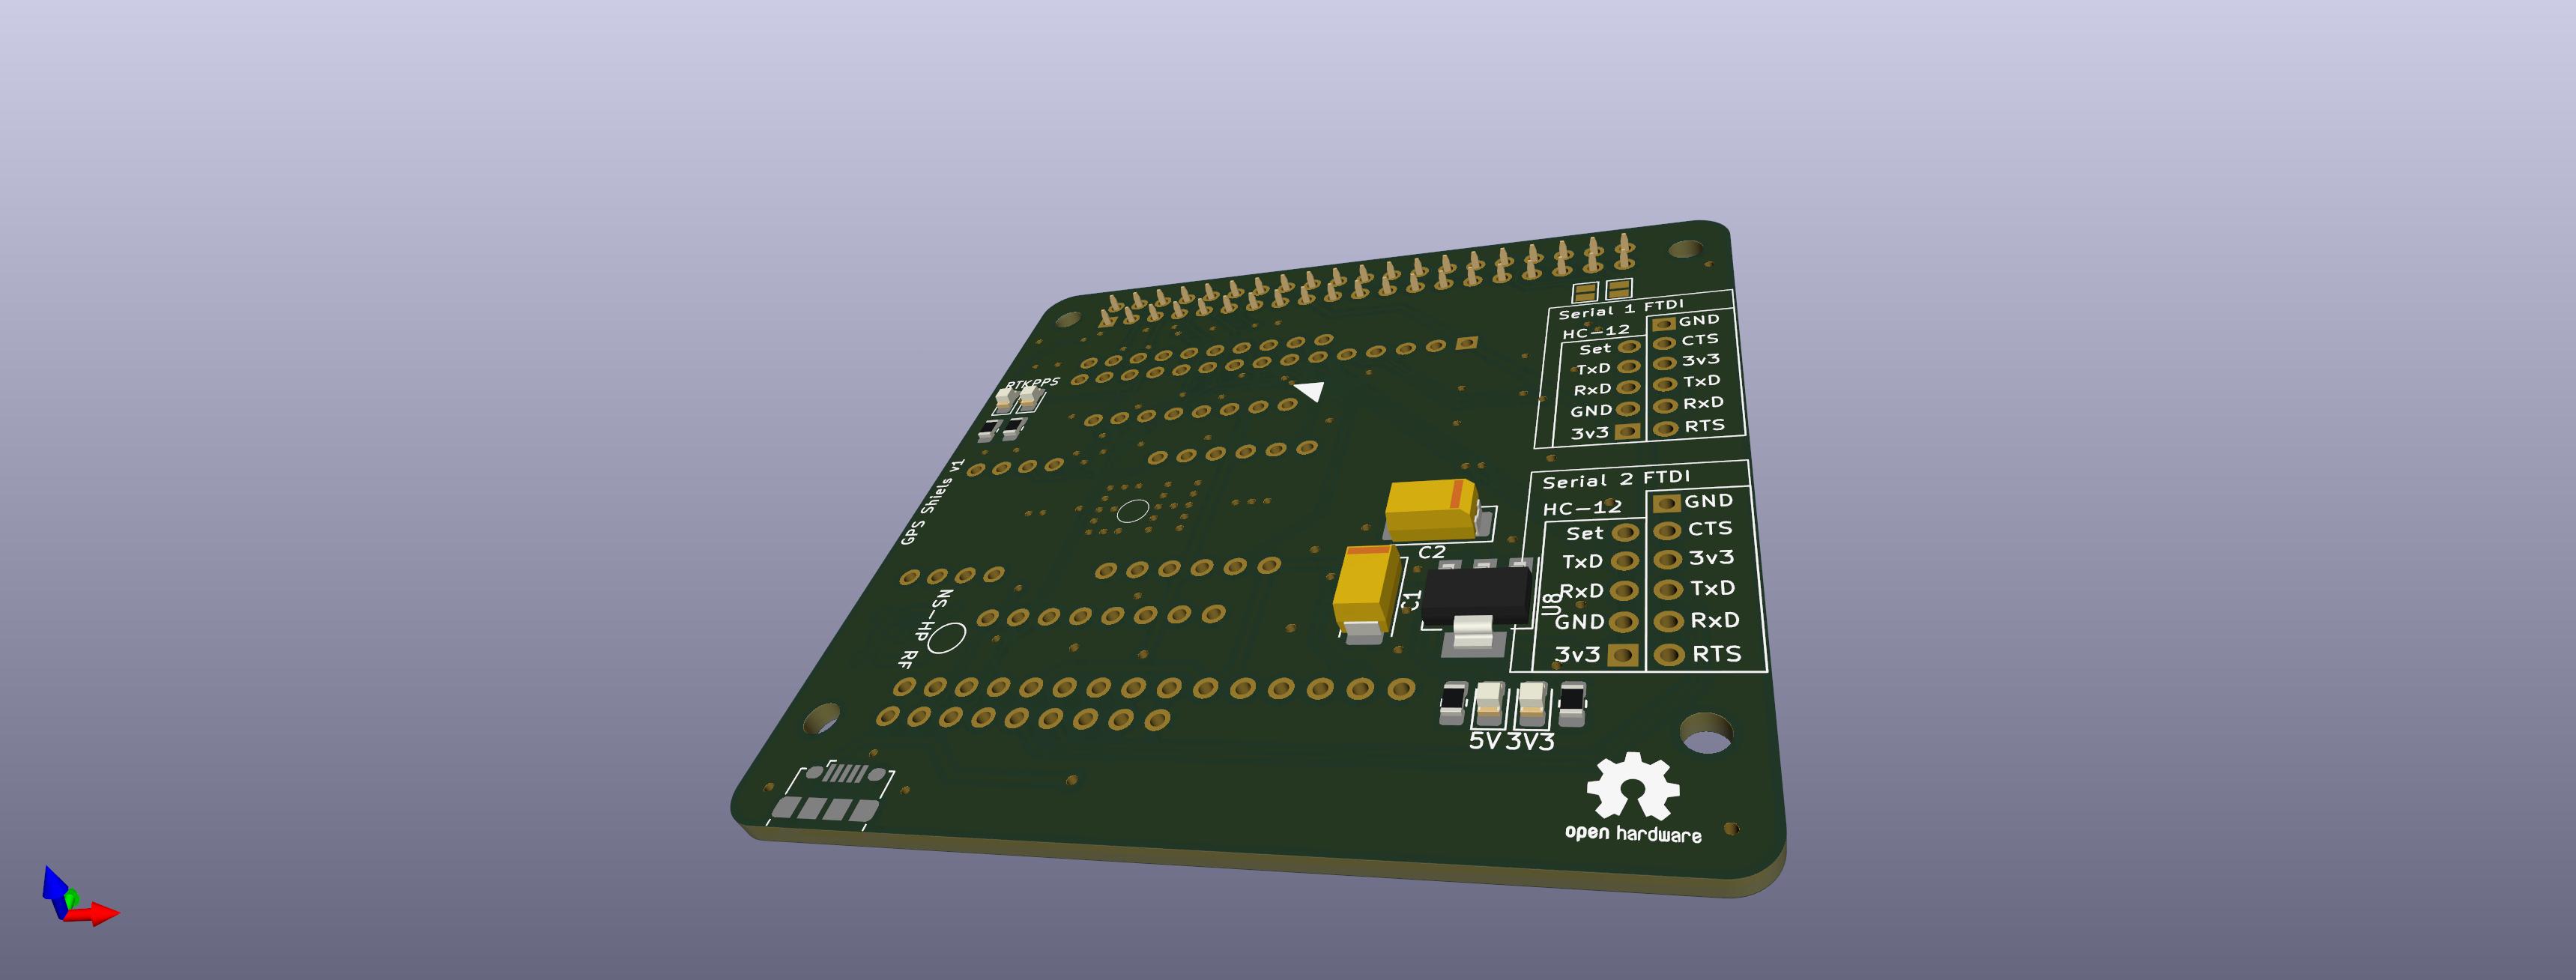 Serial 1 FTDI
HC-12
GND
Set
CTS
TxD
3v3
RxD
TxD
GND
RxD
3v3
RTS
RTKPPS
GPS Shiels v1
Serial 2 FTDI
HC-12
GND
Set
CTS
TxD
3v3
RxD
TxD
GND
RxD
3v3
RTS
C2
C1
U8
NS-HP RF
5V 3V3
open hardware